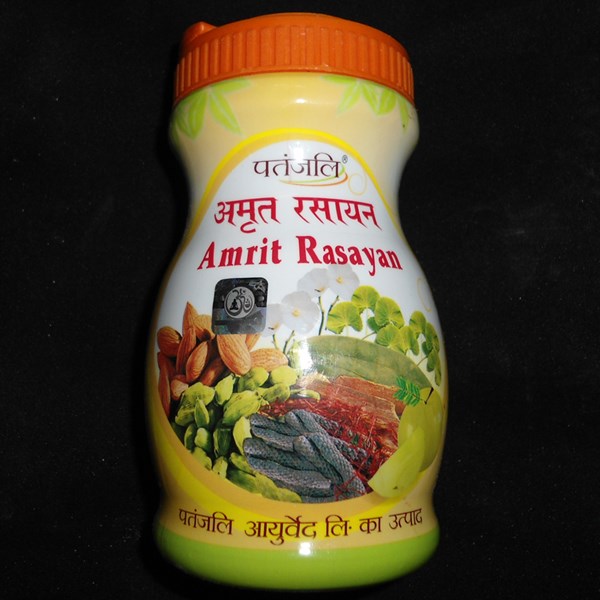 पतंजलि®
अमृत रसायन
Amrit Rasayan
पतंजलि आयुर्वेद लि॰ का उत्पाद